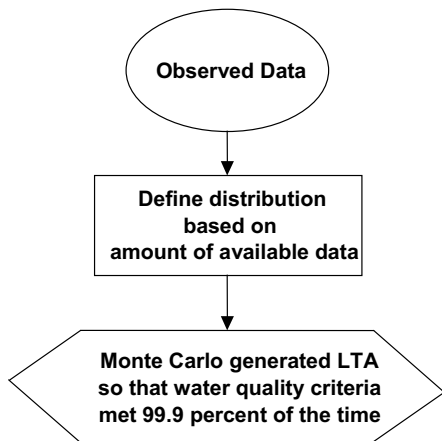 Observed Data
Define distribution
based on
amount of available data
Monte Carlo generated LTA
so that water quality criteria
met 99.9 percent of the time